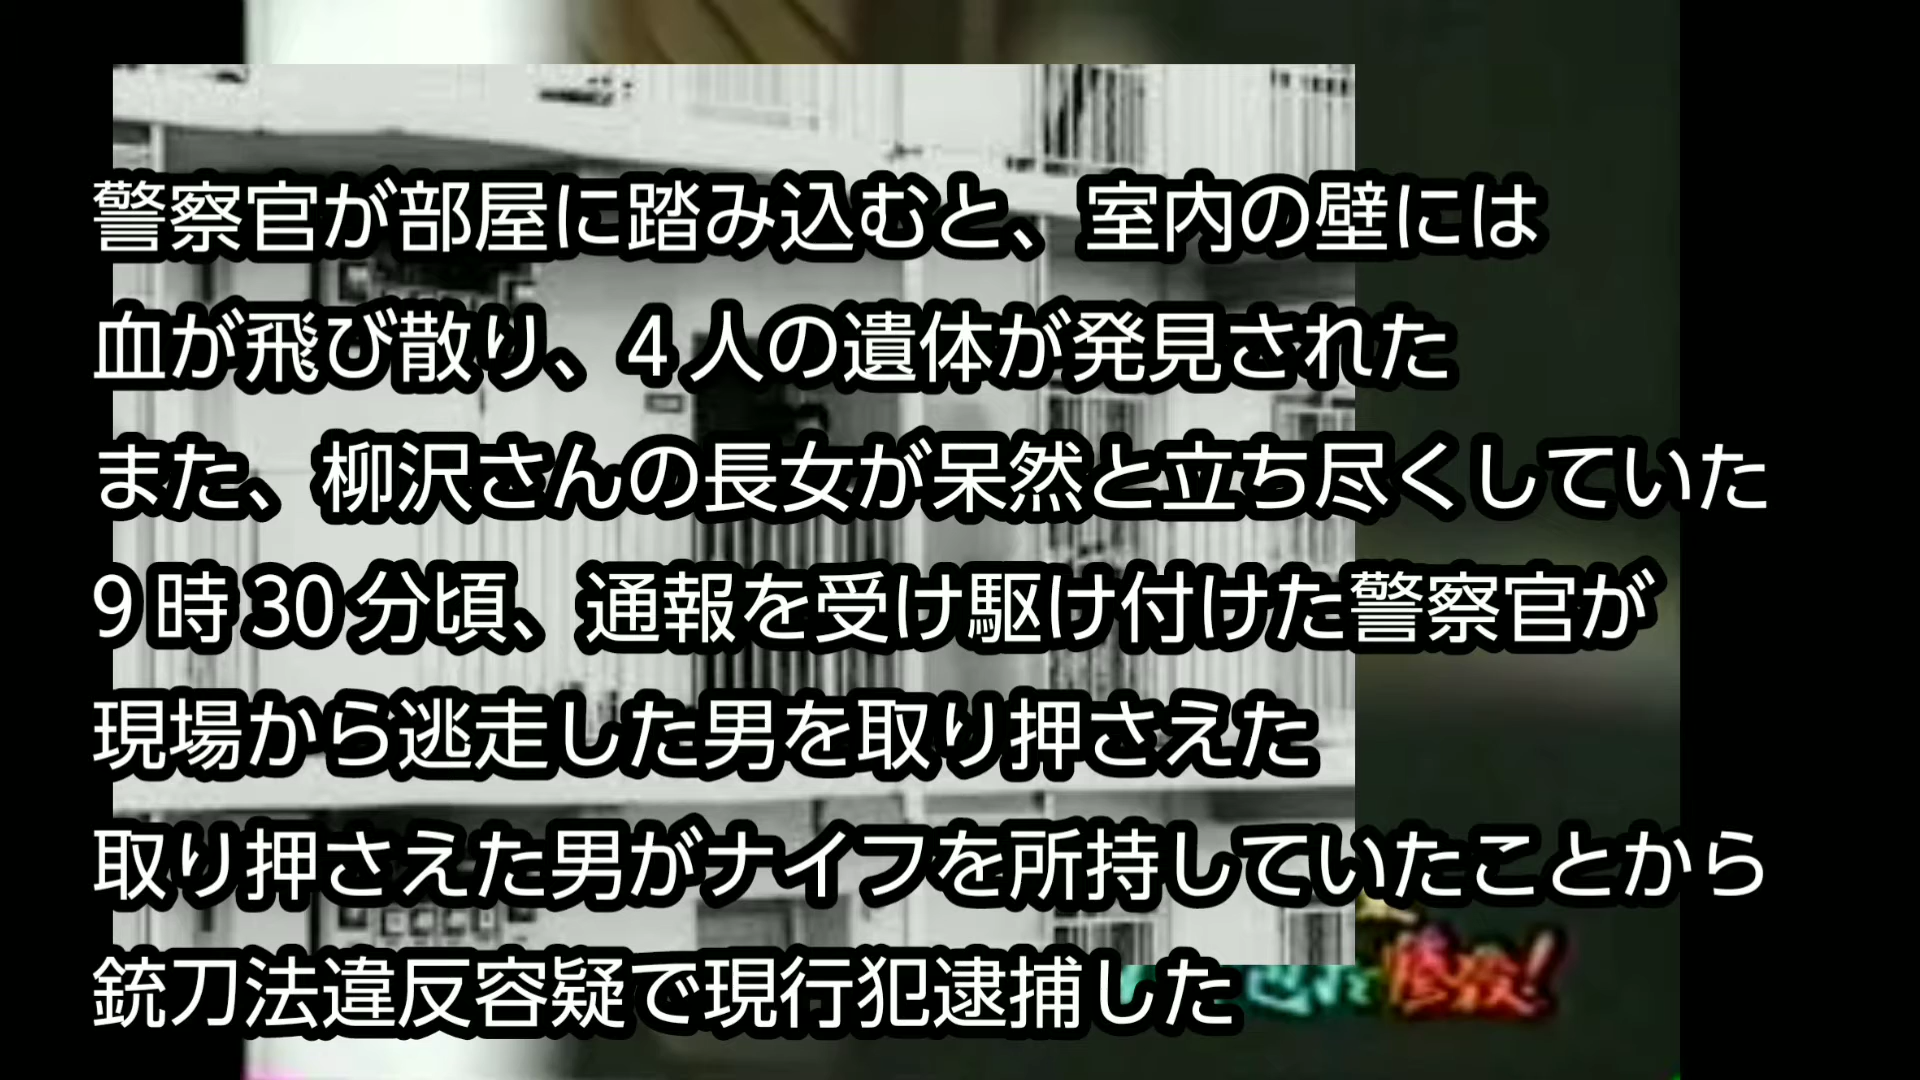 警察官が部屋に踏み込むと、室内の壁には
血が飛び散り、4人の遺体が発見された
また、柳沢さんの長女が呆然と立ち尽くしていた
9時30分頃、通報を受け駆け付けた警察官が
現場から逃走した男を取り押さえた
取り押さえた男がナイフを所持していたことから
銃刀法違反容疑で現行犯逮捕した
惨殺!